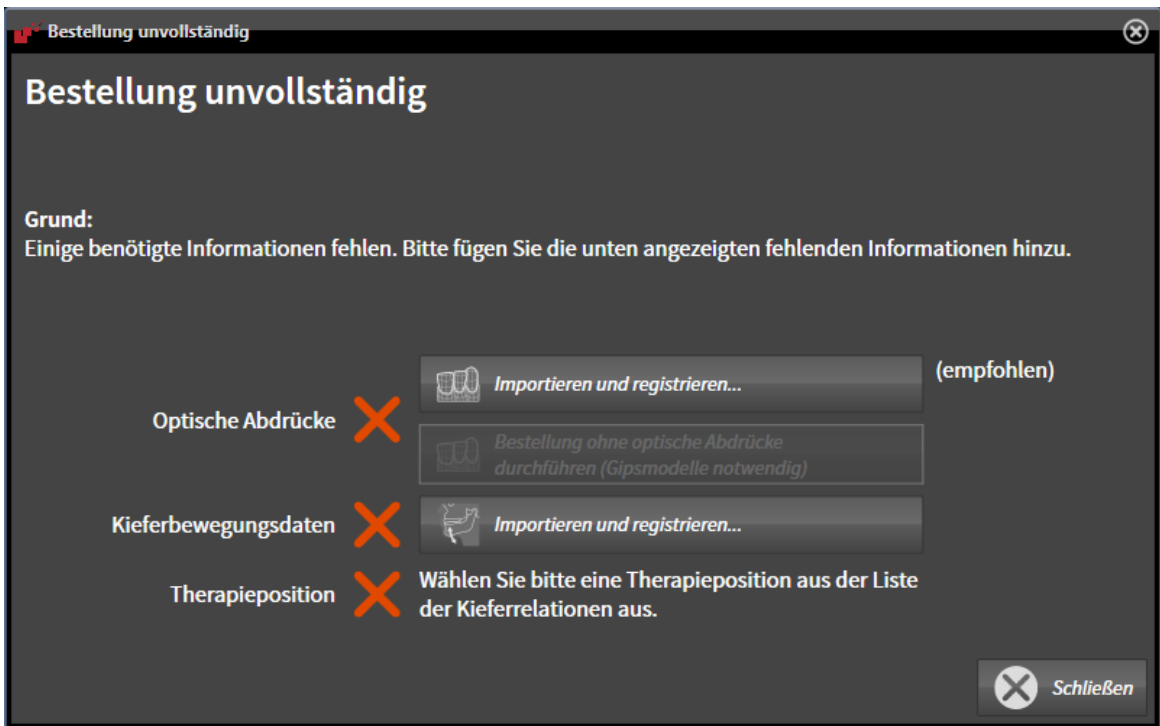 Bestellung unvollständig
Bestellung unvollständig
Grund:
Einige benötigte Informationen fehlen. Bitte fügen Sie die unten angezeigten fehlenden Informationen hinzu.
Optische Abdrücke
Importieren und registrieren...
(empfohlen)
Bestellung ohne optische Abdrücke
durchführen (Gipsmodelle notwendig)
Kieferbewegungsdaten
Importieren und registrieren...
Therapieposition
Wählen Sie bitte eine Therapieposition aus der Liste
der Kieferrelationen aus.
Schließen